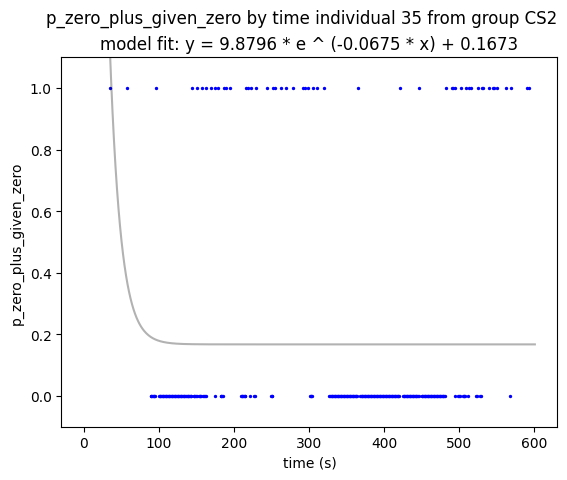 p_zero_plus_given_zero by time individual 35 from group CS2
model fit: y = 9.8796 * e ^ (-0.0675 * x) + 0.1673
1.0
0.8
0.6
0.4
0.2
0.0
p_zero_plus_given_zero
0 100 200 300 400 500 600
time (s)